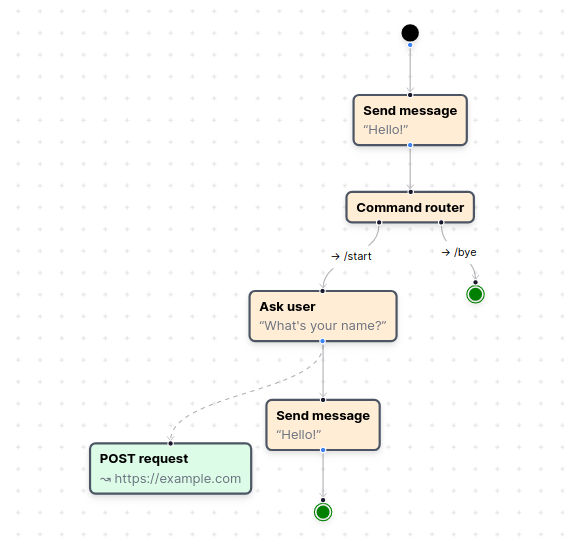 Send message
“Hello!”
Command router
→ /start
→ /bye
Ask user
“What's your name?”
Send message
“Hello!”
POST request
↝ https://example.com